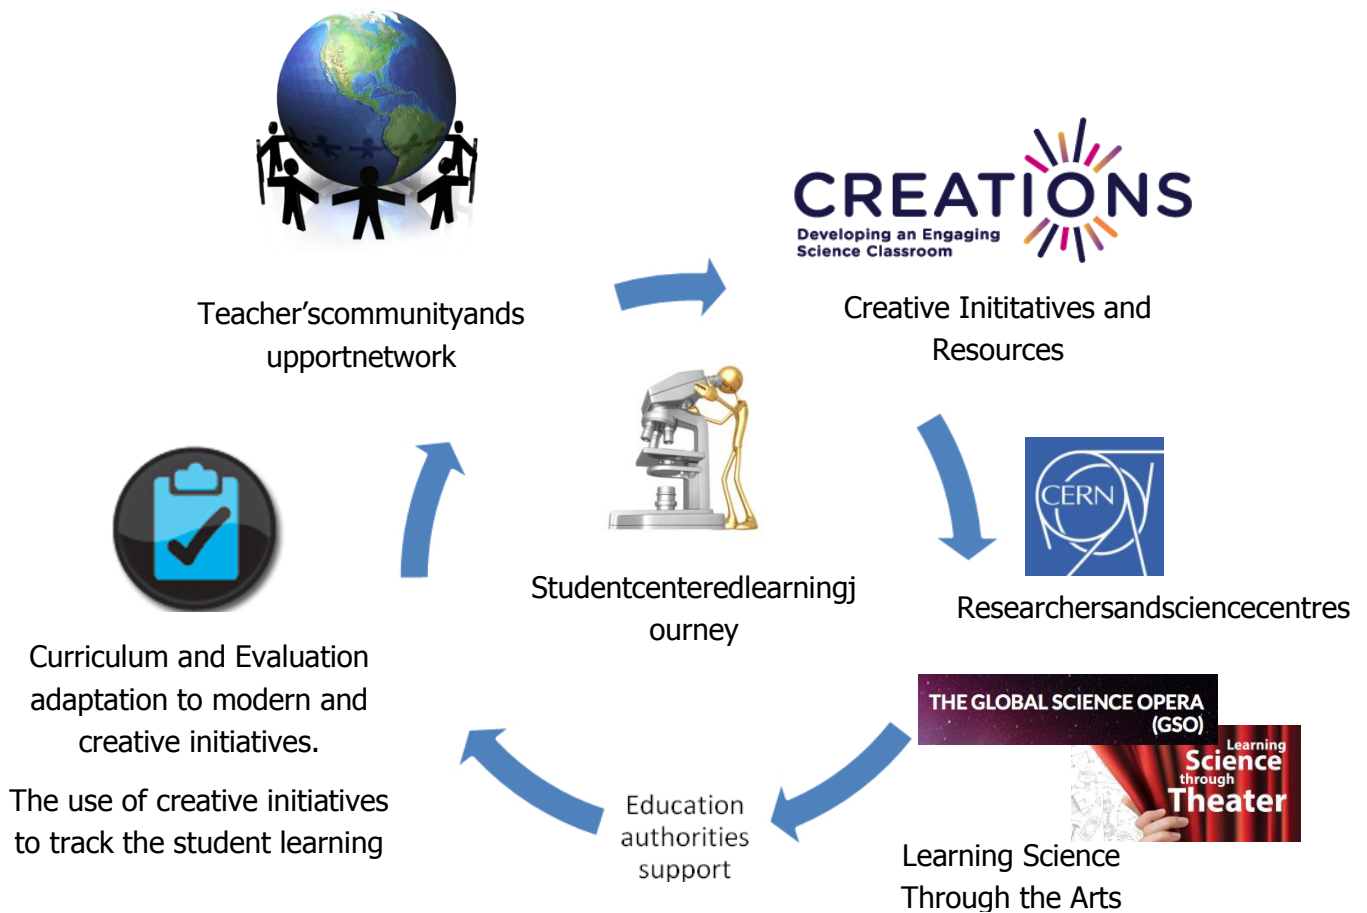 CREATIONS
Developing an Engaging
Science Classroom
Teacher’scommunityands
upportnetwork
Creative Inititatives and
Resources
CERN
Studentcenteredlearningj
ourney
Researchersandsciencecentres
Curriculum and Evaluation
adaptation to modern and
creative initiatives.
The use of creative initiatives
to track the student learning
THE GLOBAL SCIENCE OPERA
(GSO)
Learning
Science
through
Theater
Learning Science
Through the Arts
Education
authorities
support